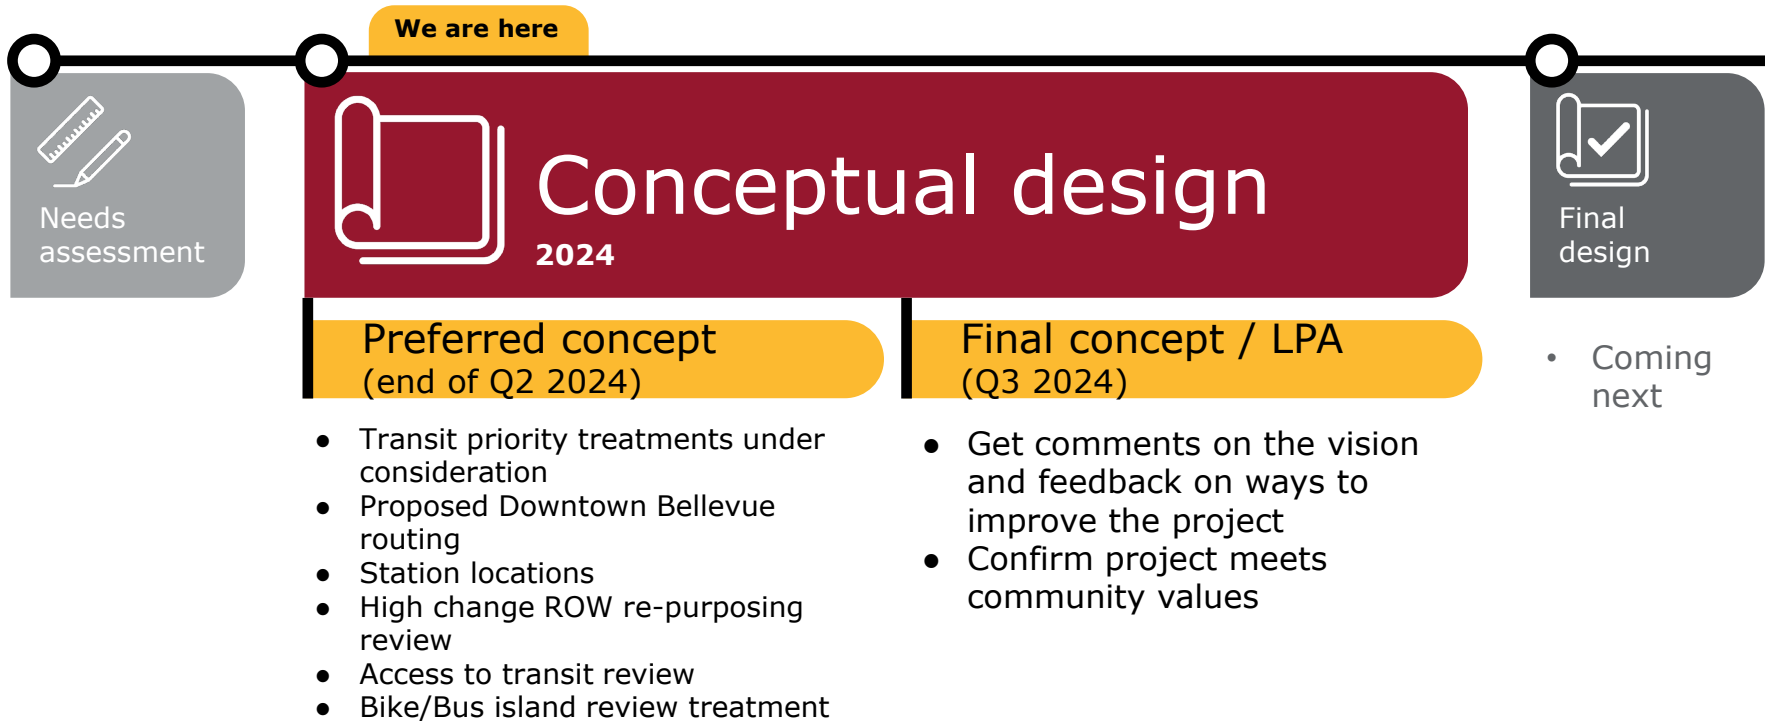 We are here
Needs
assessment
Conceptual design
2024
Final
design
Preferred concept
(end of Q2 2024)
● Transit priority treatments under
consideration
● Proposed Downtown Bellevue
routing
● Station locations
● High change ROW re-purposing
review
● Access to transit review
● Bike/Bus island review treatment
Final concept / LPA
(Q3 2024)
● Get comments on the vision
and feedback on ways to
improve the project
● Confirm project meets
community values
• Coming
next